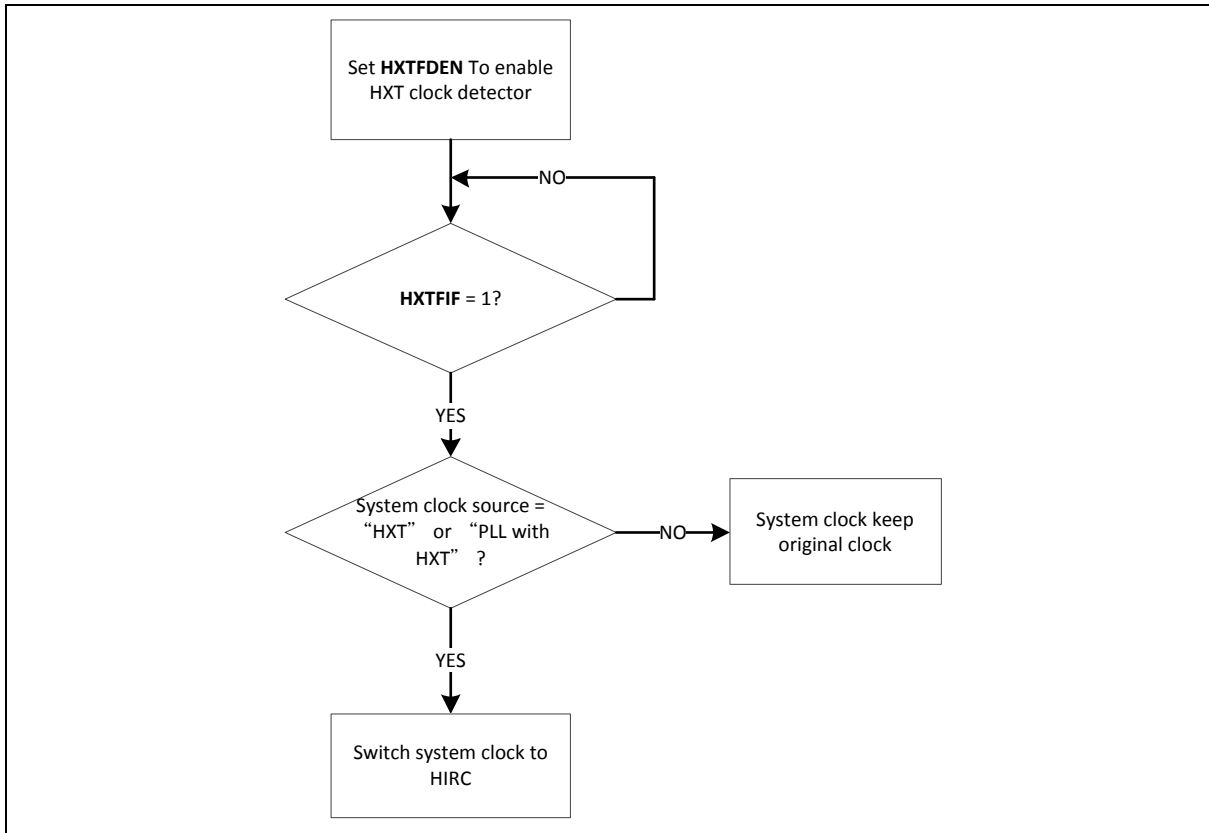 Set HXTFDEN To enable
HXT clock detector
NO
HXTFIF = 1?
YES
System clock source =
“HXT” or “PLL with
HXT” ?
NO
System clock keep
original clock
YES
Switch system clock to
HIRC